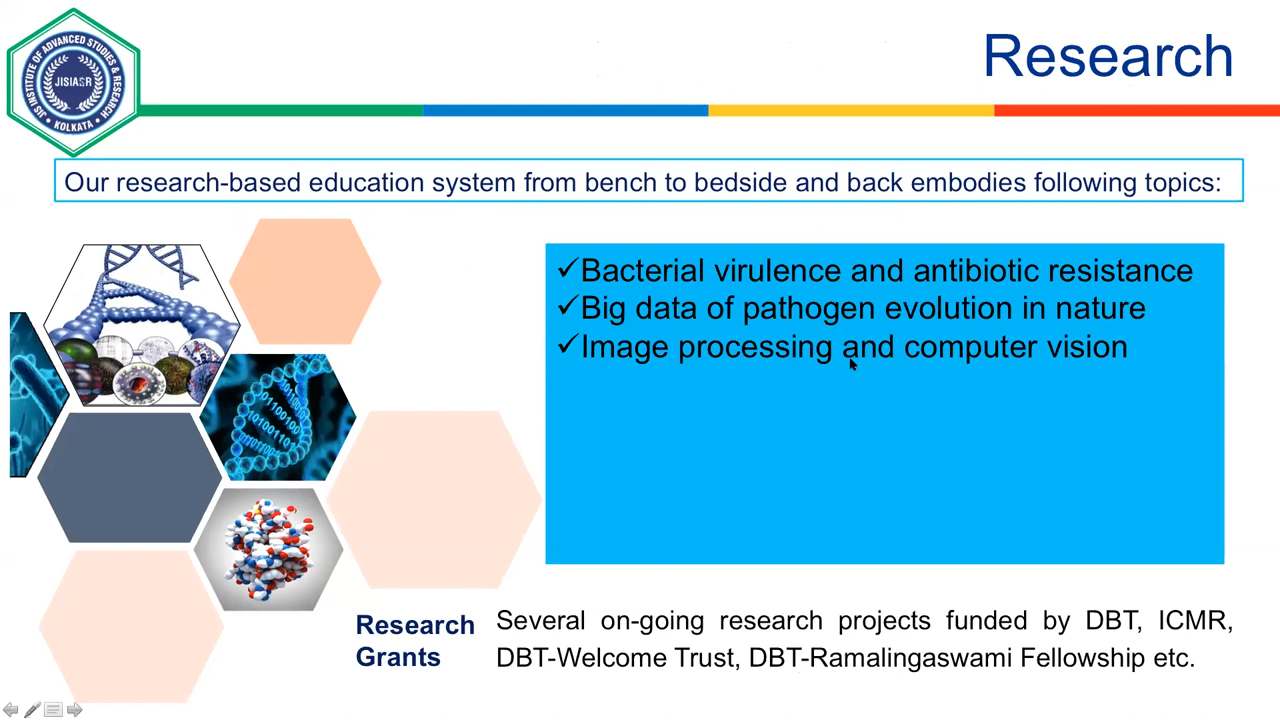 JIS INSTITUTE OF ADVANCED STUDIES & RESEARCH
JISIASR
KOLKATA
Research
Our research-based education system from bench to bedside and back embodies following topics:
✓Bacterial virulence and antibiotic resistance
✓Big data of pathogen evolution in nature
✓Image processing and computer vision
Research
Grants
Several on-going research projects funded by DBT, ICMR,
DBT-Welcome Trust, DBT-Ramalingaswami Fellowship etc.